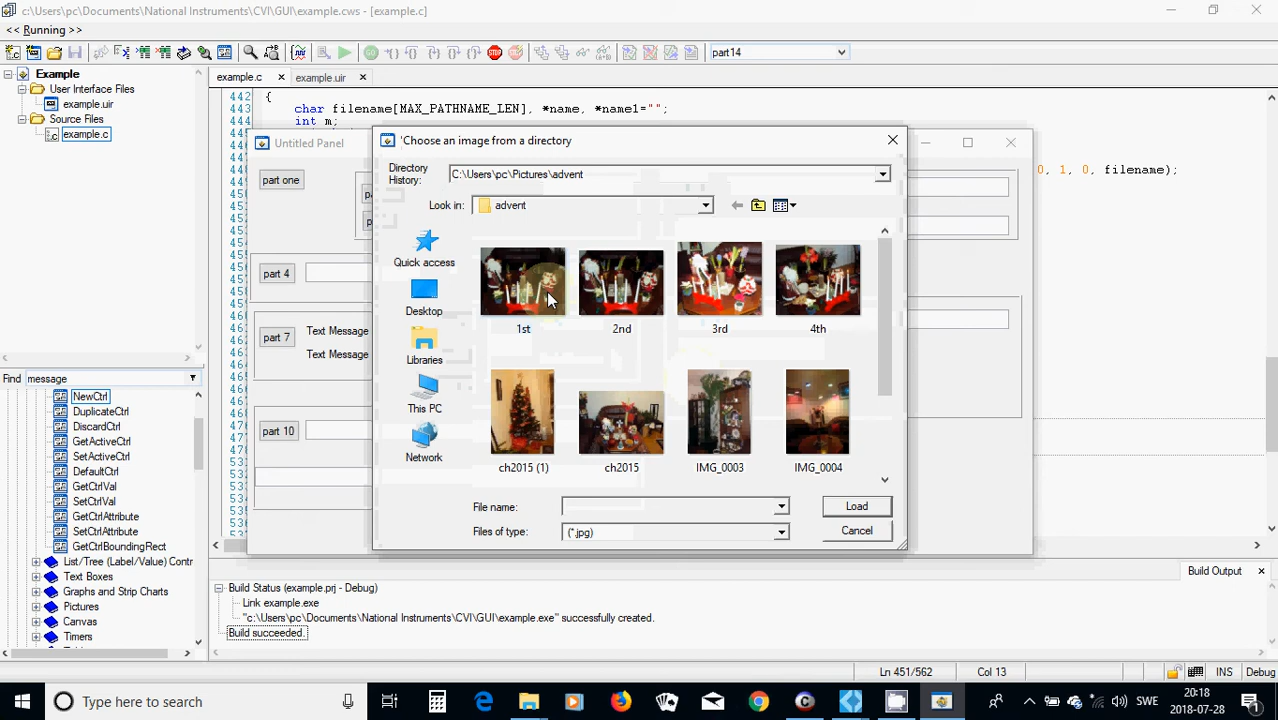 c:\Users\pc\Documents\National Instruments\CVI\GUI\example.cws - [example.c]
<< Running >>
part14
Example
User Interface Files
example.uir
Source Files
example.c
example.c
example.uir
442 {
443 char filename[MAX_PATHNAME_LEN], *name, *name1="";
444 int m;
0, 1, 0, filename);
Untitled Panel
part one
part 4
part 7
Text Message
Text Message
part 10
'Choose an image from a directory
Directory History:
C:\Users\pc\Pictures\advent
Look in:
advent
Quick access
Desktop
Libraries
This PC
Network
1st
2nd
3rd
4th
ch2015 (1)
ch2015
IMG_0003
IMG_0004
File name:
Load
Files of type:
(*.jpg)
Cancel
Find
message
NewCtrl
DuplicateCtrl
DiscardCtrl
GetActiveCtrl
SetActiveCtrl
DefaultCtrl
GetCtrlVal
SetCtrlVal
GetCtrlAttribute
SetCtrlAttribute
GetCtrlBoundingRect
List/Tree (Label/Value) Contr
Text Boxes
Graphs and Strip Charts
Pictures
Canvas
Timers
Build Output
Build Status (example.prj - Debug)
Link example.exe
"c:\Users\pc\Documents\National Instruments\CVI\GUI\example.exe" successfully created.
Build succeeded.
Ln 451/562
Col 13
INS
Debug
Type here to search
SWE
20:18
2018-07-28